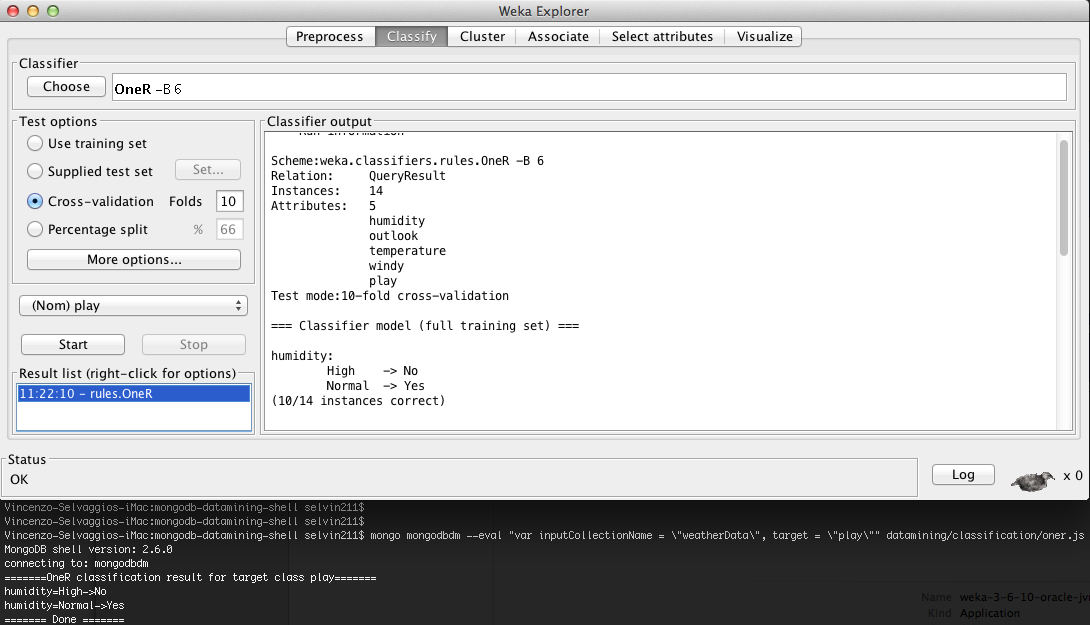 Weka Explorer
Preprocess Classify Cluster Associate Select attributes Visualize
Classifier
Choose OneR -B 6
Test options
Use training set
Supplied test set Set...
Cross-validation Folds 10
Percentage split % 66
More options...
(Nom) play
Start Stop
Result list (right-click for options)
11:22:10 - rules.OneR
Classifier output
Run information
Scheme:weka.classifiers.rules.OneR -B 6
Relation: QueryResult
Instances: 14
Attributes: 5
humidity
outlook
temperature
windy
play
Test mode:10-fold cross-validation
=== Classifier model (full training set) ===
humidity:
High -> No
Normal -> Yes
(10/14 instances correct)
Status
OK
Log x 0
Vincenzo-Selvaggios-iMac:mongodb-datamining-shell selvin211$
Vincenzo-Selvaggios-iMac:mongodb-datamining-shell selvin211$
Vincenzo-Selvaggios-iMac:mongodb-datamining-shell selvin211$ mongo mongodbdm --eval "var inputCollectionName = \"weatherData\", target = \"play\"" datamining/classification/oner.js
MongoDB shell version: 2.6.0
connecting to: mongodbdm
=======OneR classification result for target class play=======
humidity=High->No
humidity=Normal->Yes
======= Done =======
Name weka-3-6-10-oracle-jv
Kind Application